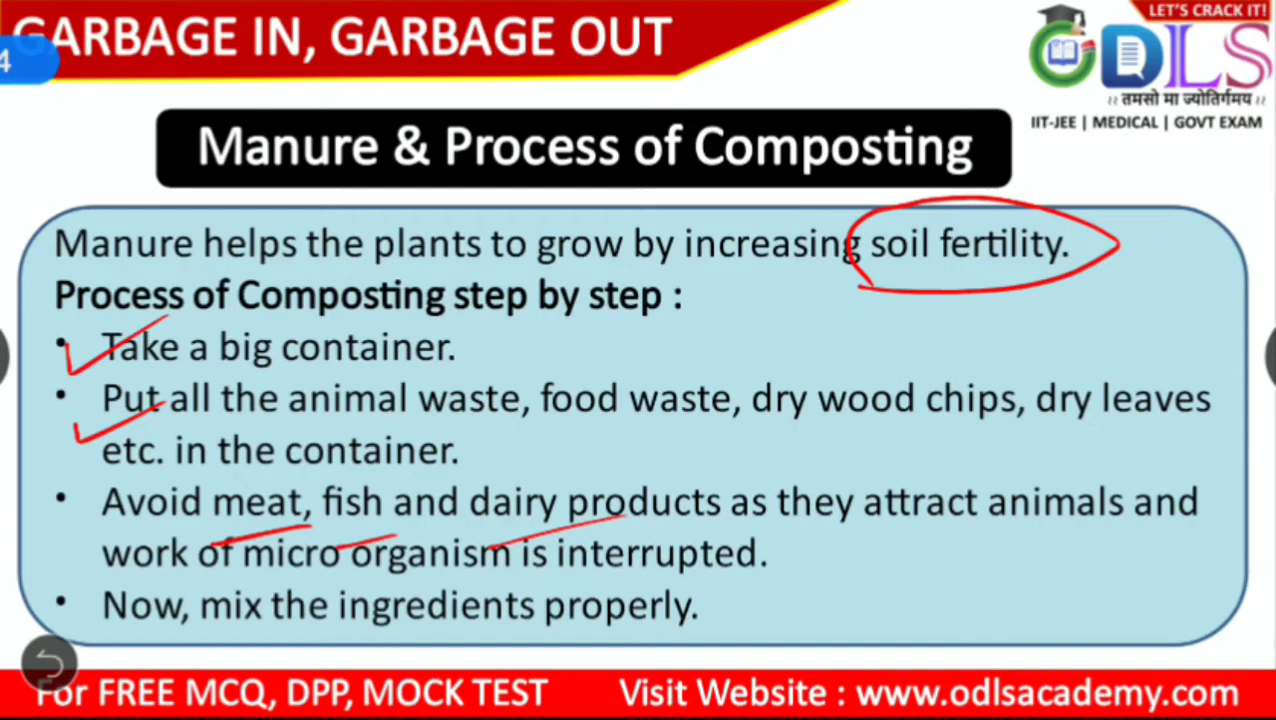 GARBAGE IN, GARBAGE OUT
LET'S CRACK IT!
4
ODLS
॥ तमसो मा ज्योतिर्गमय ॥
IIT-JEE | MEDICAL | GOVT EXAM
Manure & Process of Composting
Manure helps the plants to grow by increasing soil fertility.
Process of Composting step by step :
• Take a big container.
• Put all the animal waste, food waste, dry wood chips, dry leaves
etc. in the container.
• Avoid meat, fish and dairy products as they attract animals and
work of micro organism is interrupted.
• Now, mix the ingredients properly.
For FREE MCQ, DPP, MOCK TEST Visit Website : www.odlsacademy.com